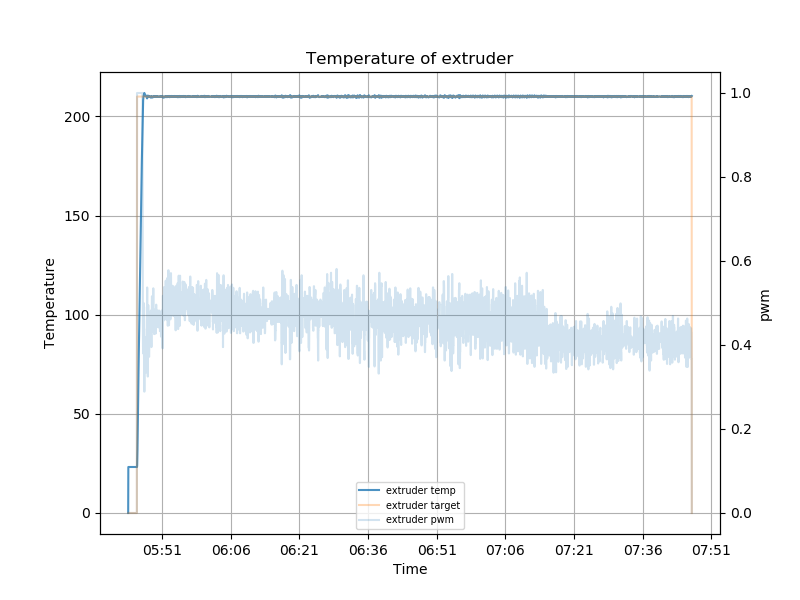 Temperature of extruder
200
150
100
50
0
Temperature
1.0
0.8
0.6
0.4
0.2
0.0
pwm
extruder temp
extruder target
extruder pwm
05:51 06:06 06:21 06:36 06:51 07:06 07:21 07:36 07:51
Time